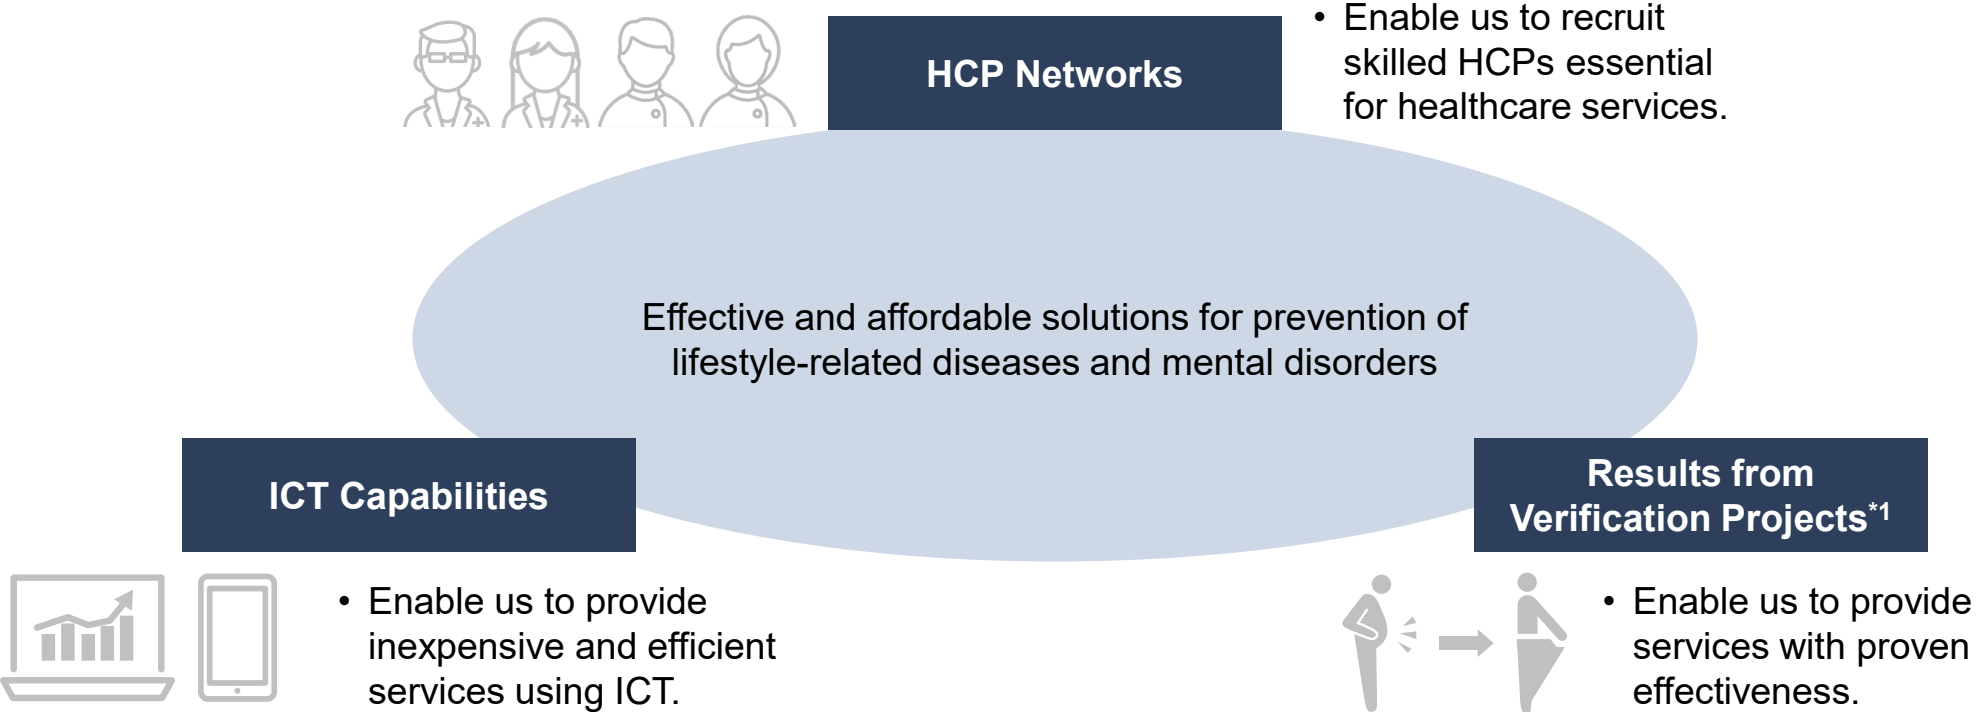 HCP Networks
• Enable us to recruit
skilled HCPs essential
for healthcare services.
Effective and affordable solutions for prevention of
lifestyle-related diseases and mental disorders
ICT Capabilities
• Enable us to provide
inexpensive and efficient
services using ICT.
Results from
Verification Projects*1
• Enable us to provide
services with proven
effectiveness.